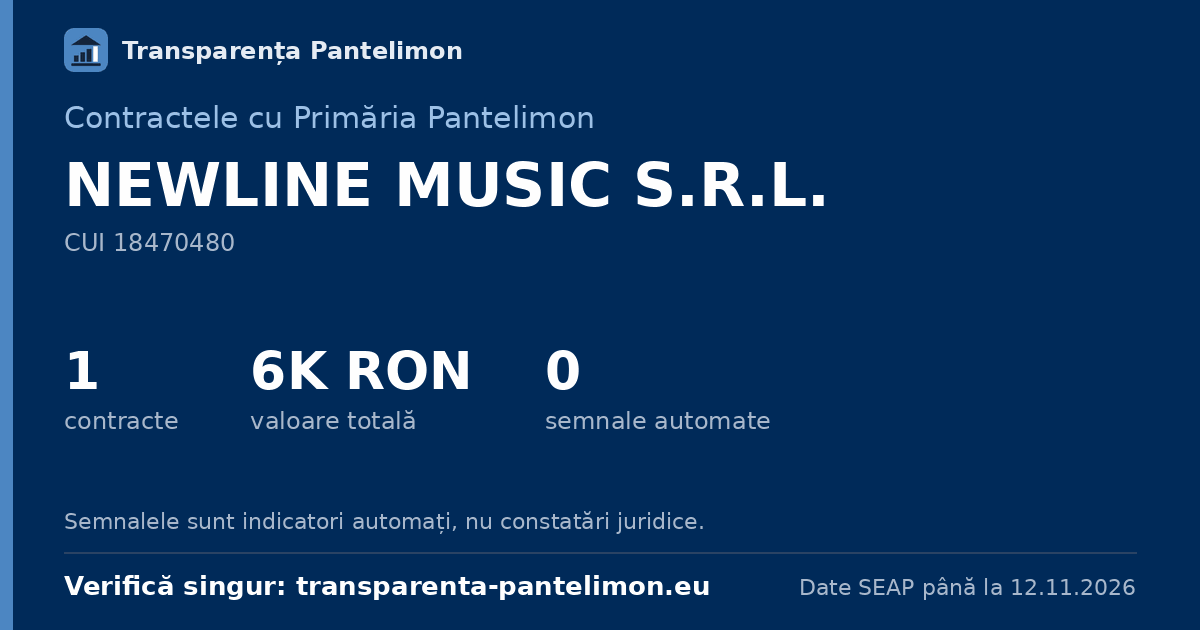 Transparența Pantelimon
Contractele cu Primăria Pantelimon
NEWLINE MUSIC S.R.L.
CUI 18470480
1
contracte
6K RON
valoare totală
0
semnale automate
Semnalele sunt indicatori automați, nu constatări juridice.
Verifică singur: transparenta-pantelimon.eu
Date SEAP până la 12.11.2026